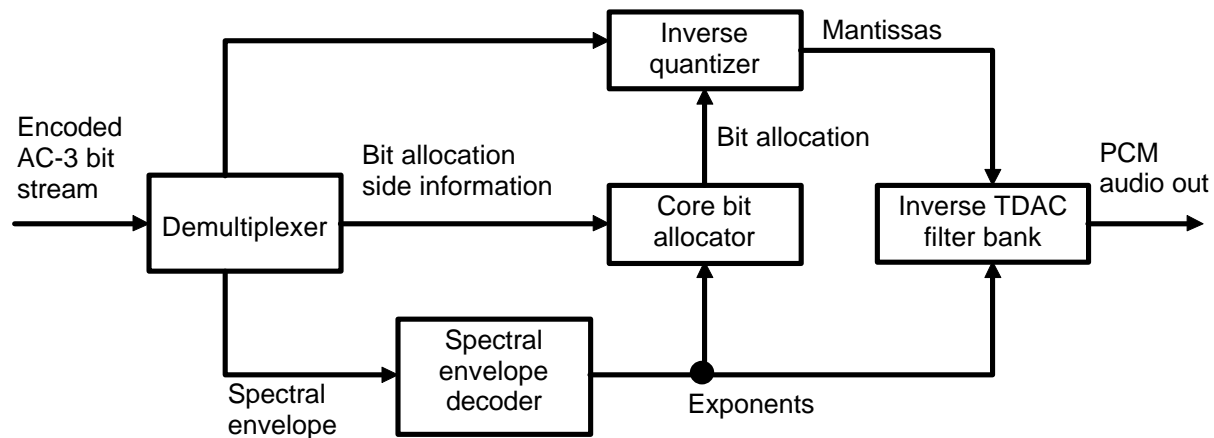 Inverse
quantizer
Mantissas
Encoded
AC-3 bit
stream
Bit allocation
side information
Bit allocation
PCM
audio out
Demultiplexer
Core bit
allocator
Inverse TDAC
filter bank
Spectral
envelope
decoder
Spectral
envelope
Exponents